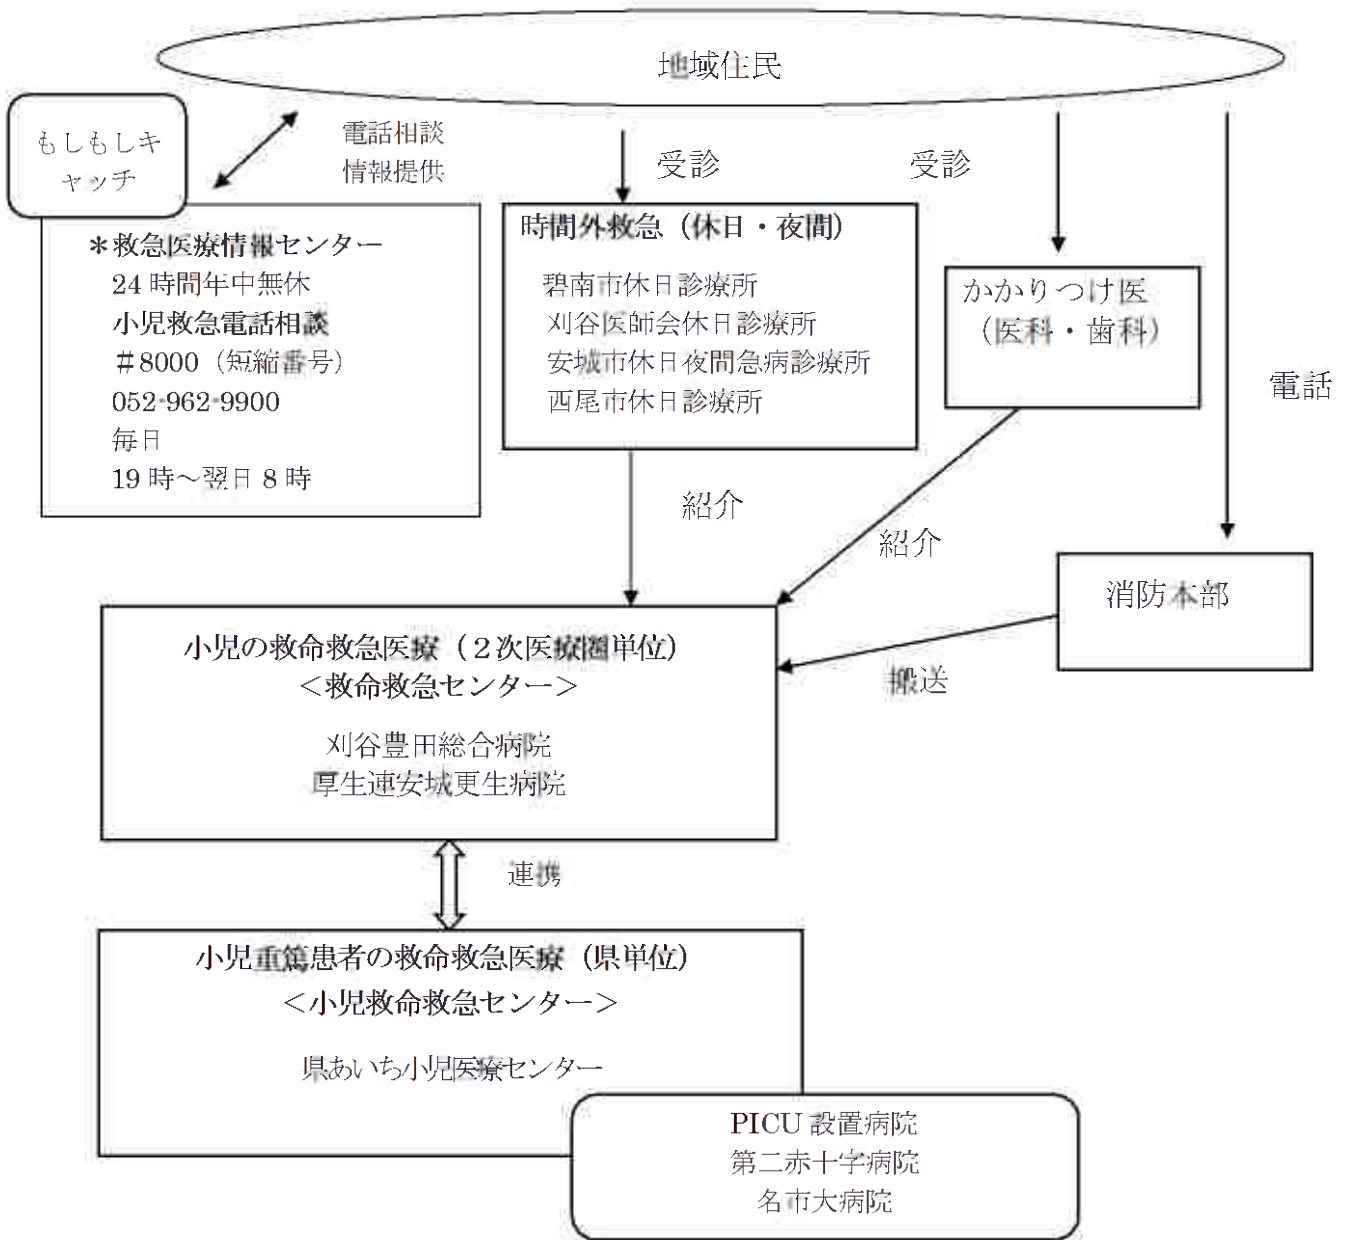 地域住民
もしもしキ
ャッチ
電話相談
情報提供
受診
受診
＊救急医療情報センター
24時間年中無休
小児救急電話相談
＃8000（短縮番号）
052-962-9900
毎日
19時～翌日8時
時間外救急（休日・夜間）
碧南市休日診療所
刈谷医師会休日診療所
安城市休日夜間急病診療所
西尾市休日診療所
かかりつけ医
（医科・歯科）
電話
紹介
紹介
消防本部
搬送
小児の救命救急医療（２次医療圏単位）
＜救命救急センター＞
刈谷豊田総合病院
厚生連安城更生病院
連携
小児重篤患者の救命救急医療（県単位）
＜小児救命救急センター＞
県あいち小児医療センター
PICU設置病院
第二赤十字病院
名市大病院